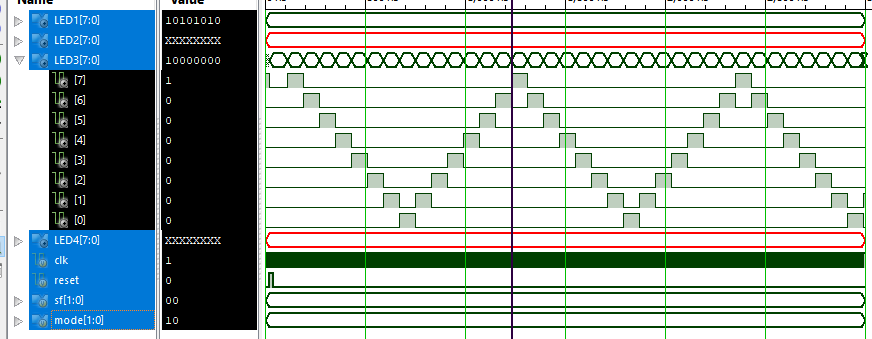 Name Value
LED1[7:0] 10101010
LED2[7:0] XXXXXXXX
LED3[7:0] 10000000
[7] 1
[6] 0
[5] 0
[4] 0
[3] 0
[2] 0
[1] 0
[0] 0
LED4[7:0] XXXXXXXX
clk 1
reset 0
sf[1:0] 00
mode[1:0] 10